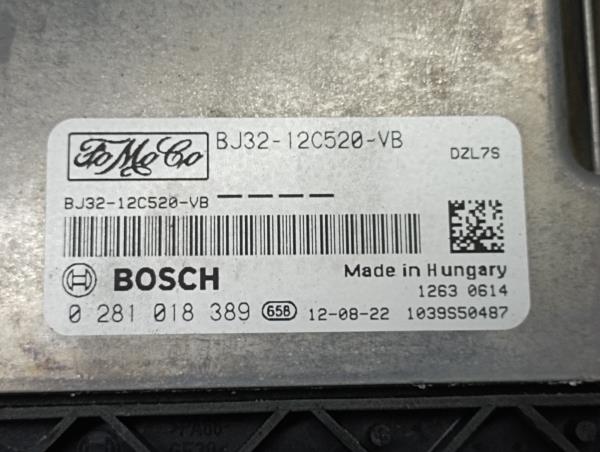 FoMoCo BJ32-12C520-VB
DZL7S
BJ32-12C520-VB ————
BOSCH Made in Hungary
1263 0614
0 281 018 389 658 12-08-22 1039S50487